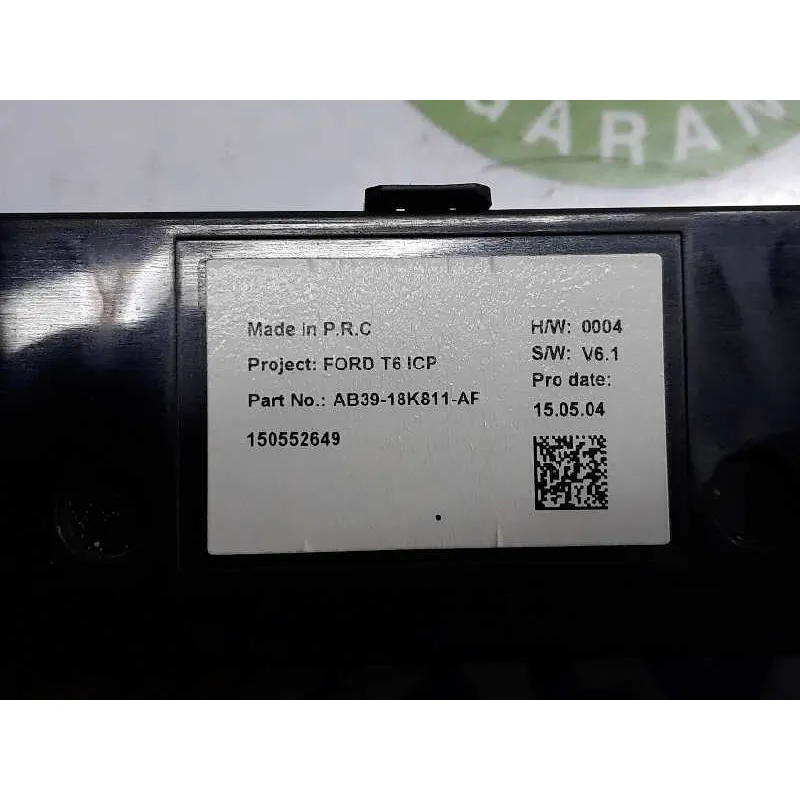 GARAN
Made in P.R.C
Project: FORD T6 ICP
Part No.: AB39-18K811-AF
150552649
H/W: 0004
S/W: V6.1
Pro date:
15.05.04